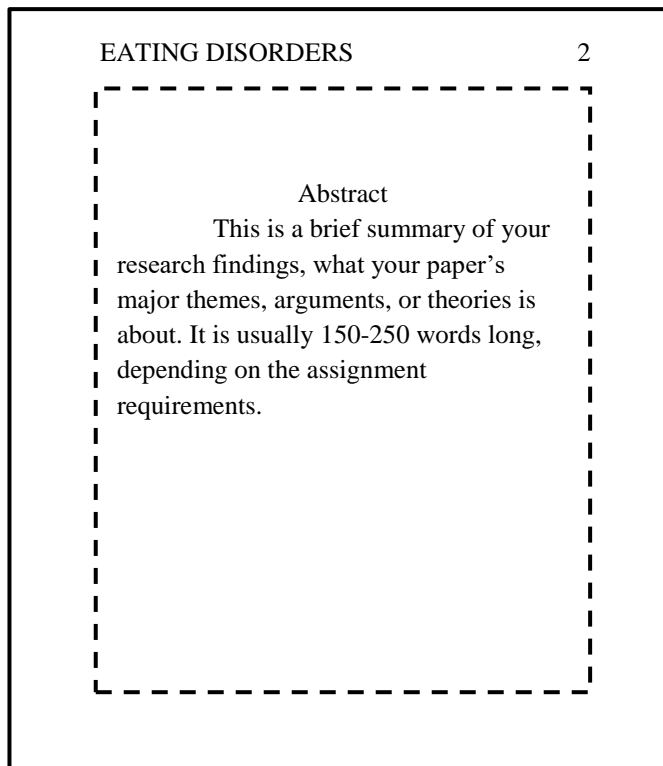 EATING DISORDERS 2
Abstract
This is a brief summary of your
research findings, what your paper’s
major themes, arguments, or theories is
about. It is usually 150-250 words long,
depending on the assignment
requirements.